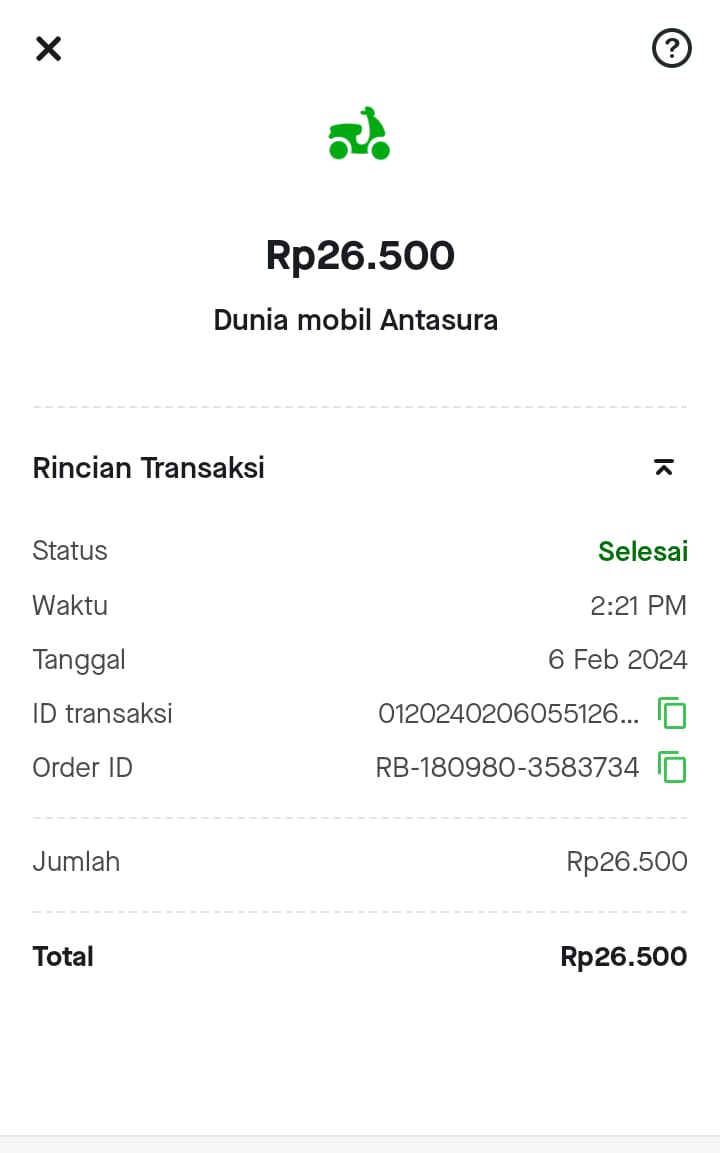 Rp26.500
Dunia mobil Antasura
Rincian Transaksi
Status Selesai
Waktu 2:21 PM
Tanggal 6 Feb 2024
ID transaksi 0120240206055126...
Order ID RB-180980-3583734
Jumlah Rp26.500
Total Rp26.500